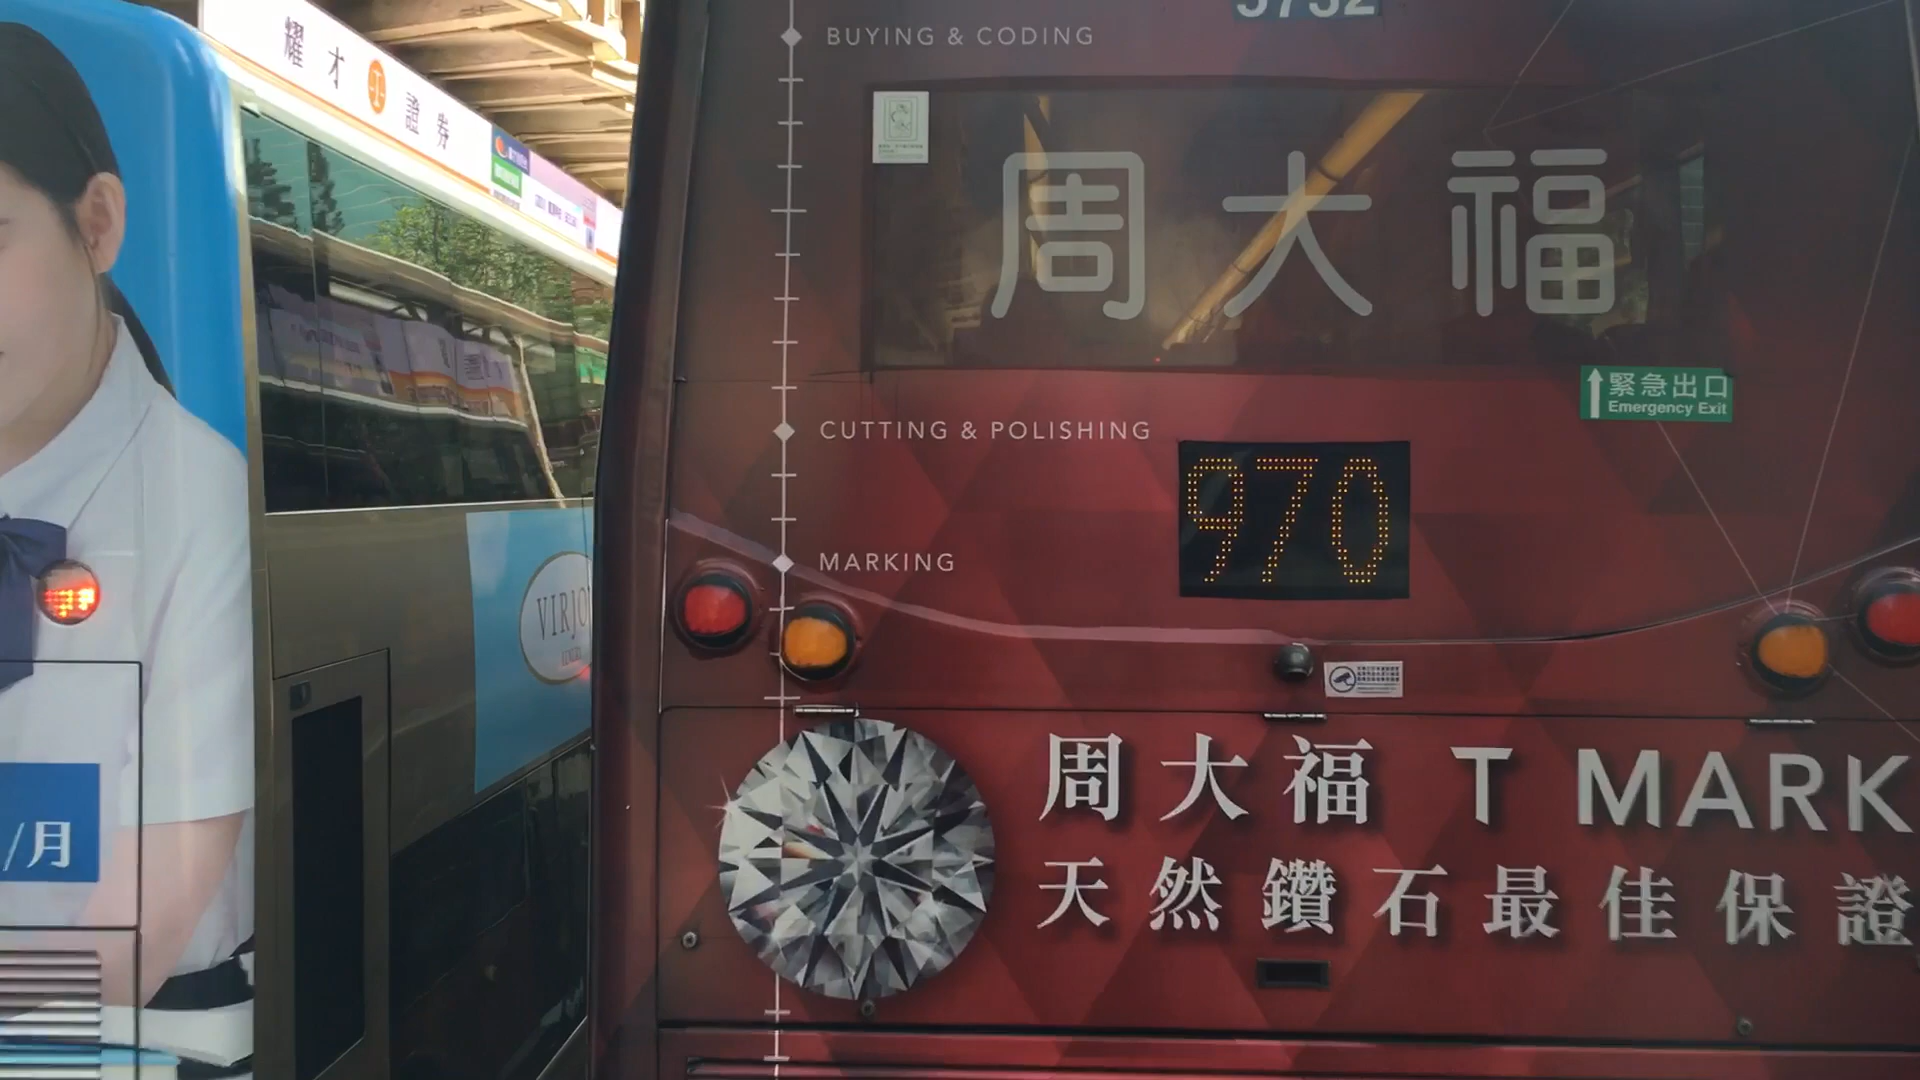 耀才證券
BUYING & CODING
周大福
緊急出口
Emergency Exit
CUTTING & POLISHING
970
MARKING
/月
周大福 T MARK
天然鑽石最佳保證